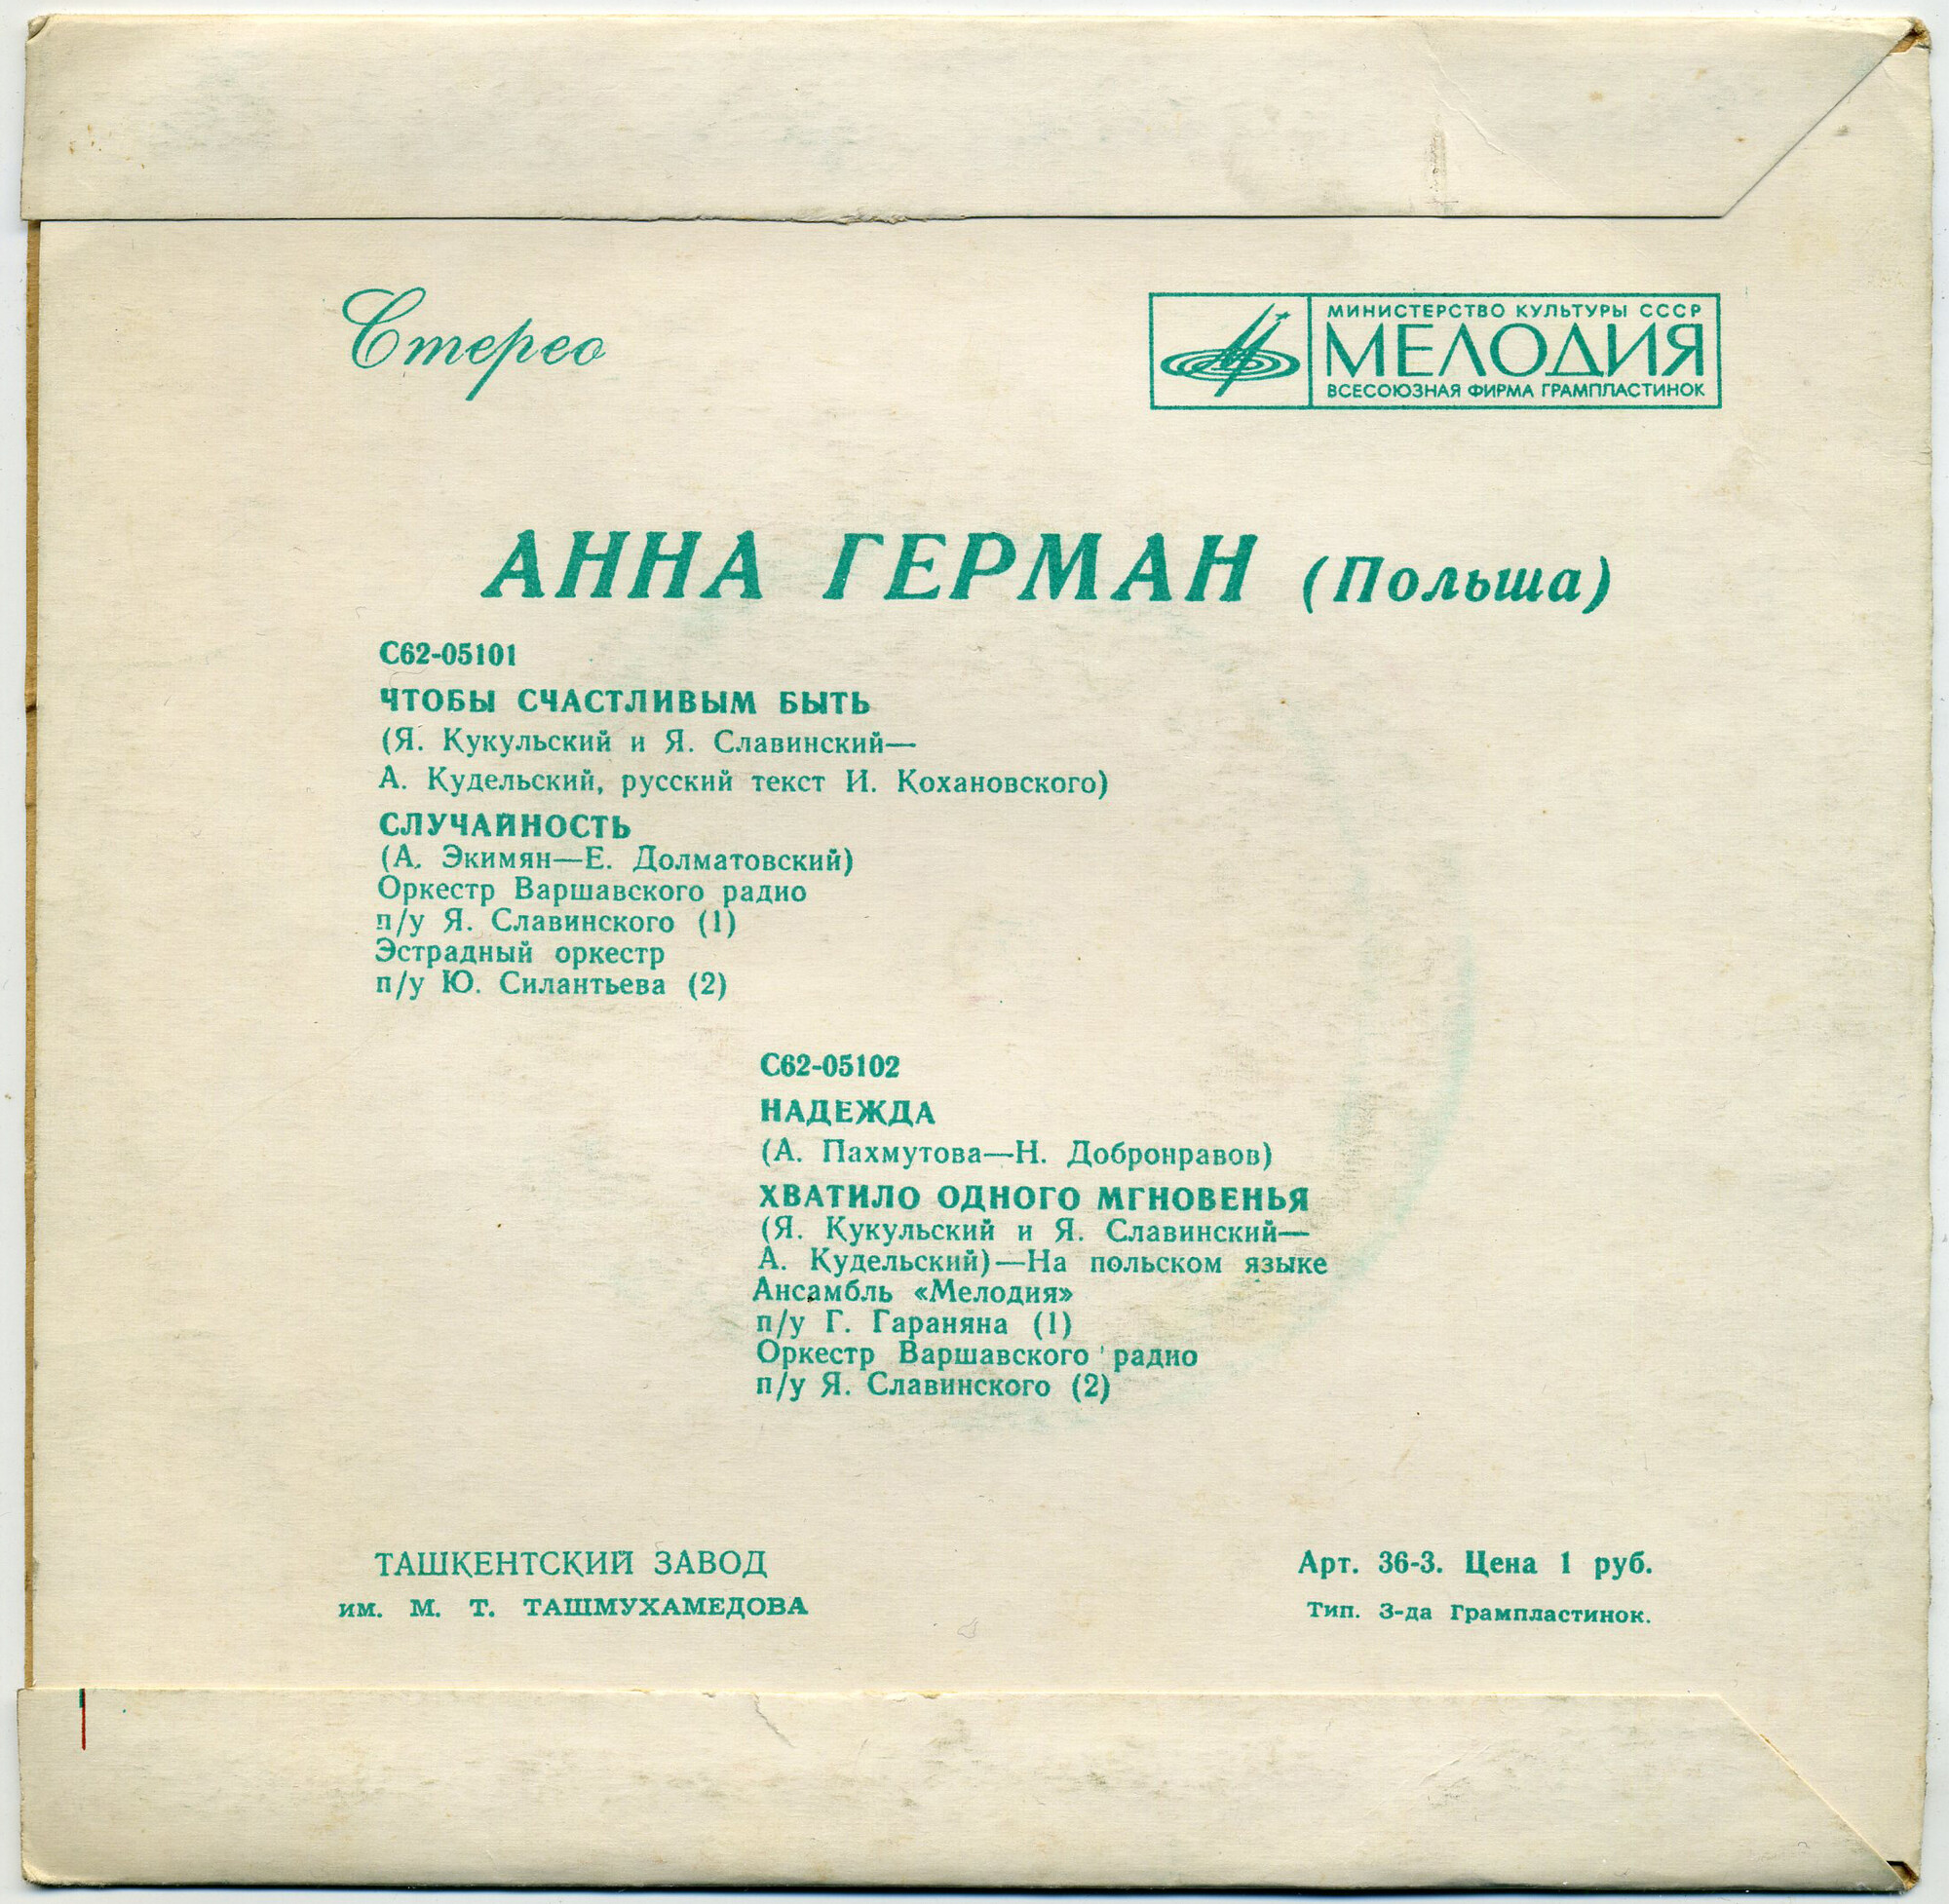 Стерео
МИНИСТЕРСТВО КУЛЬТУРЫ СССР
МЕЛОДИЯ
ВСЕСОЮЗНАЯ ФИРМА ГРАМПЛАСТИНОК
АННА ГЕРМАН (Польша)
С62-05101
ЧТОБЫ СЧАСТЛИВЫМ БЫТЬ
(Я. Кукульский и Я. Славинский—
А. Кудельский, русский текст И. Кохановского)
СЛУЧАЙНОСТЬ
(А. Экимян—Е. Долматовский)
Оркестр Варшавского радио
п/у Я. Славинского (1)
Эстрадный оркестр
п/у Ю. Силантьева (2)
С62-05102
НАДЕЖДА
(А. Пахмутова—Н. Добронравов)
ХВАТИЛО ОДНОГО МГНОВЕНЬЯ
(Я. Кукульский и Я. Славинский—
А. Кудельский)—На польском языке
Ансамбль «Мелодия»
п/у Г. Гараняна (1)
Оркестр Варшавского радио
п/у Я. Славинского (2)
ТАШКЕНТСКИЙ ЗАВОД
им. М. Т. ТАШМУХАМЕДОВА
Арт. 36-3. Цена 1 руб.
Тип. З-да Грампластинок.